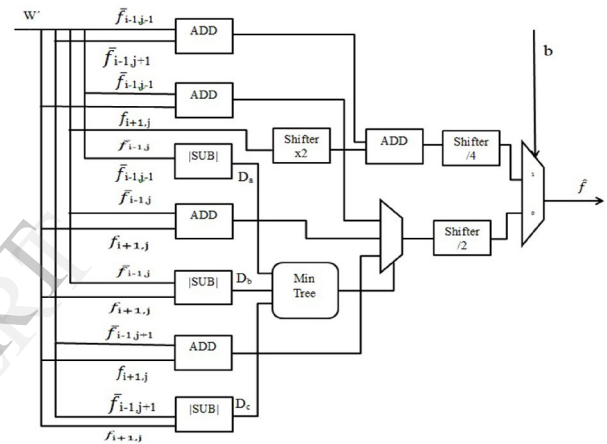 W'
f̄i-1,j-1
ADD
f̄i-1,j+1
f̄i-1,j-1
ADD
fi+1,j
f̄i-1,j
|SUB|
Da
f̄i-1,j-1
Shifter x2
ADD
Shifter /4
b
1
0
f̂
f̄i-1,j
ADD
fi+1,j
Shifter /2
f̄i-1,j
|SUB|
Db
fi+1,j
Min Tree
f̄i-1,j+1
ADD
fi+1,j
f̄i-1,j+1
|SUB|
Dc
fi+1,j